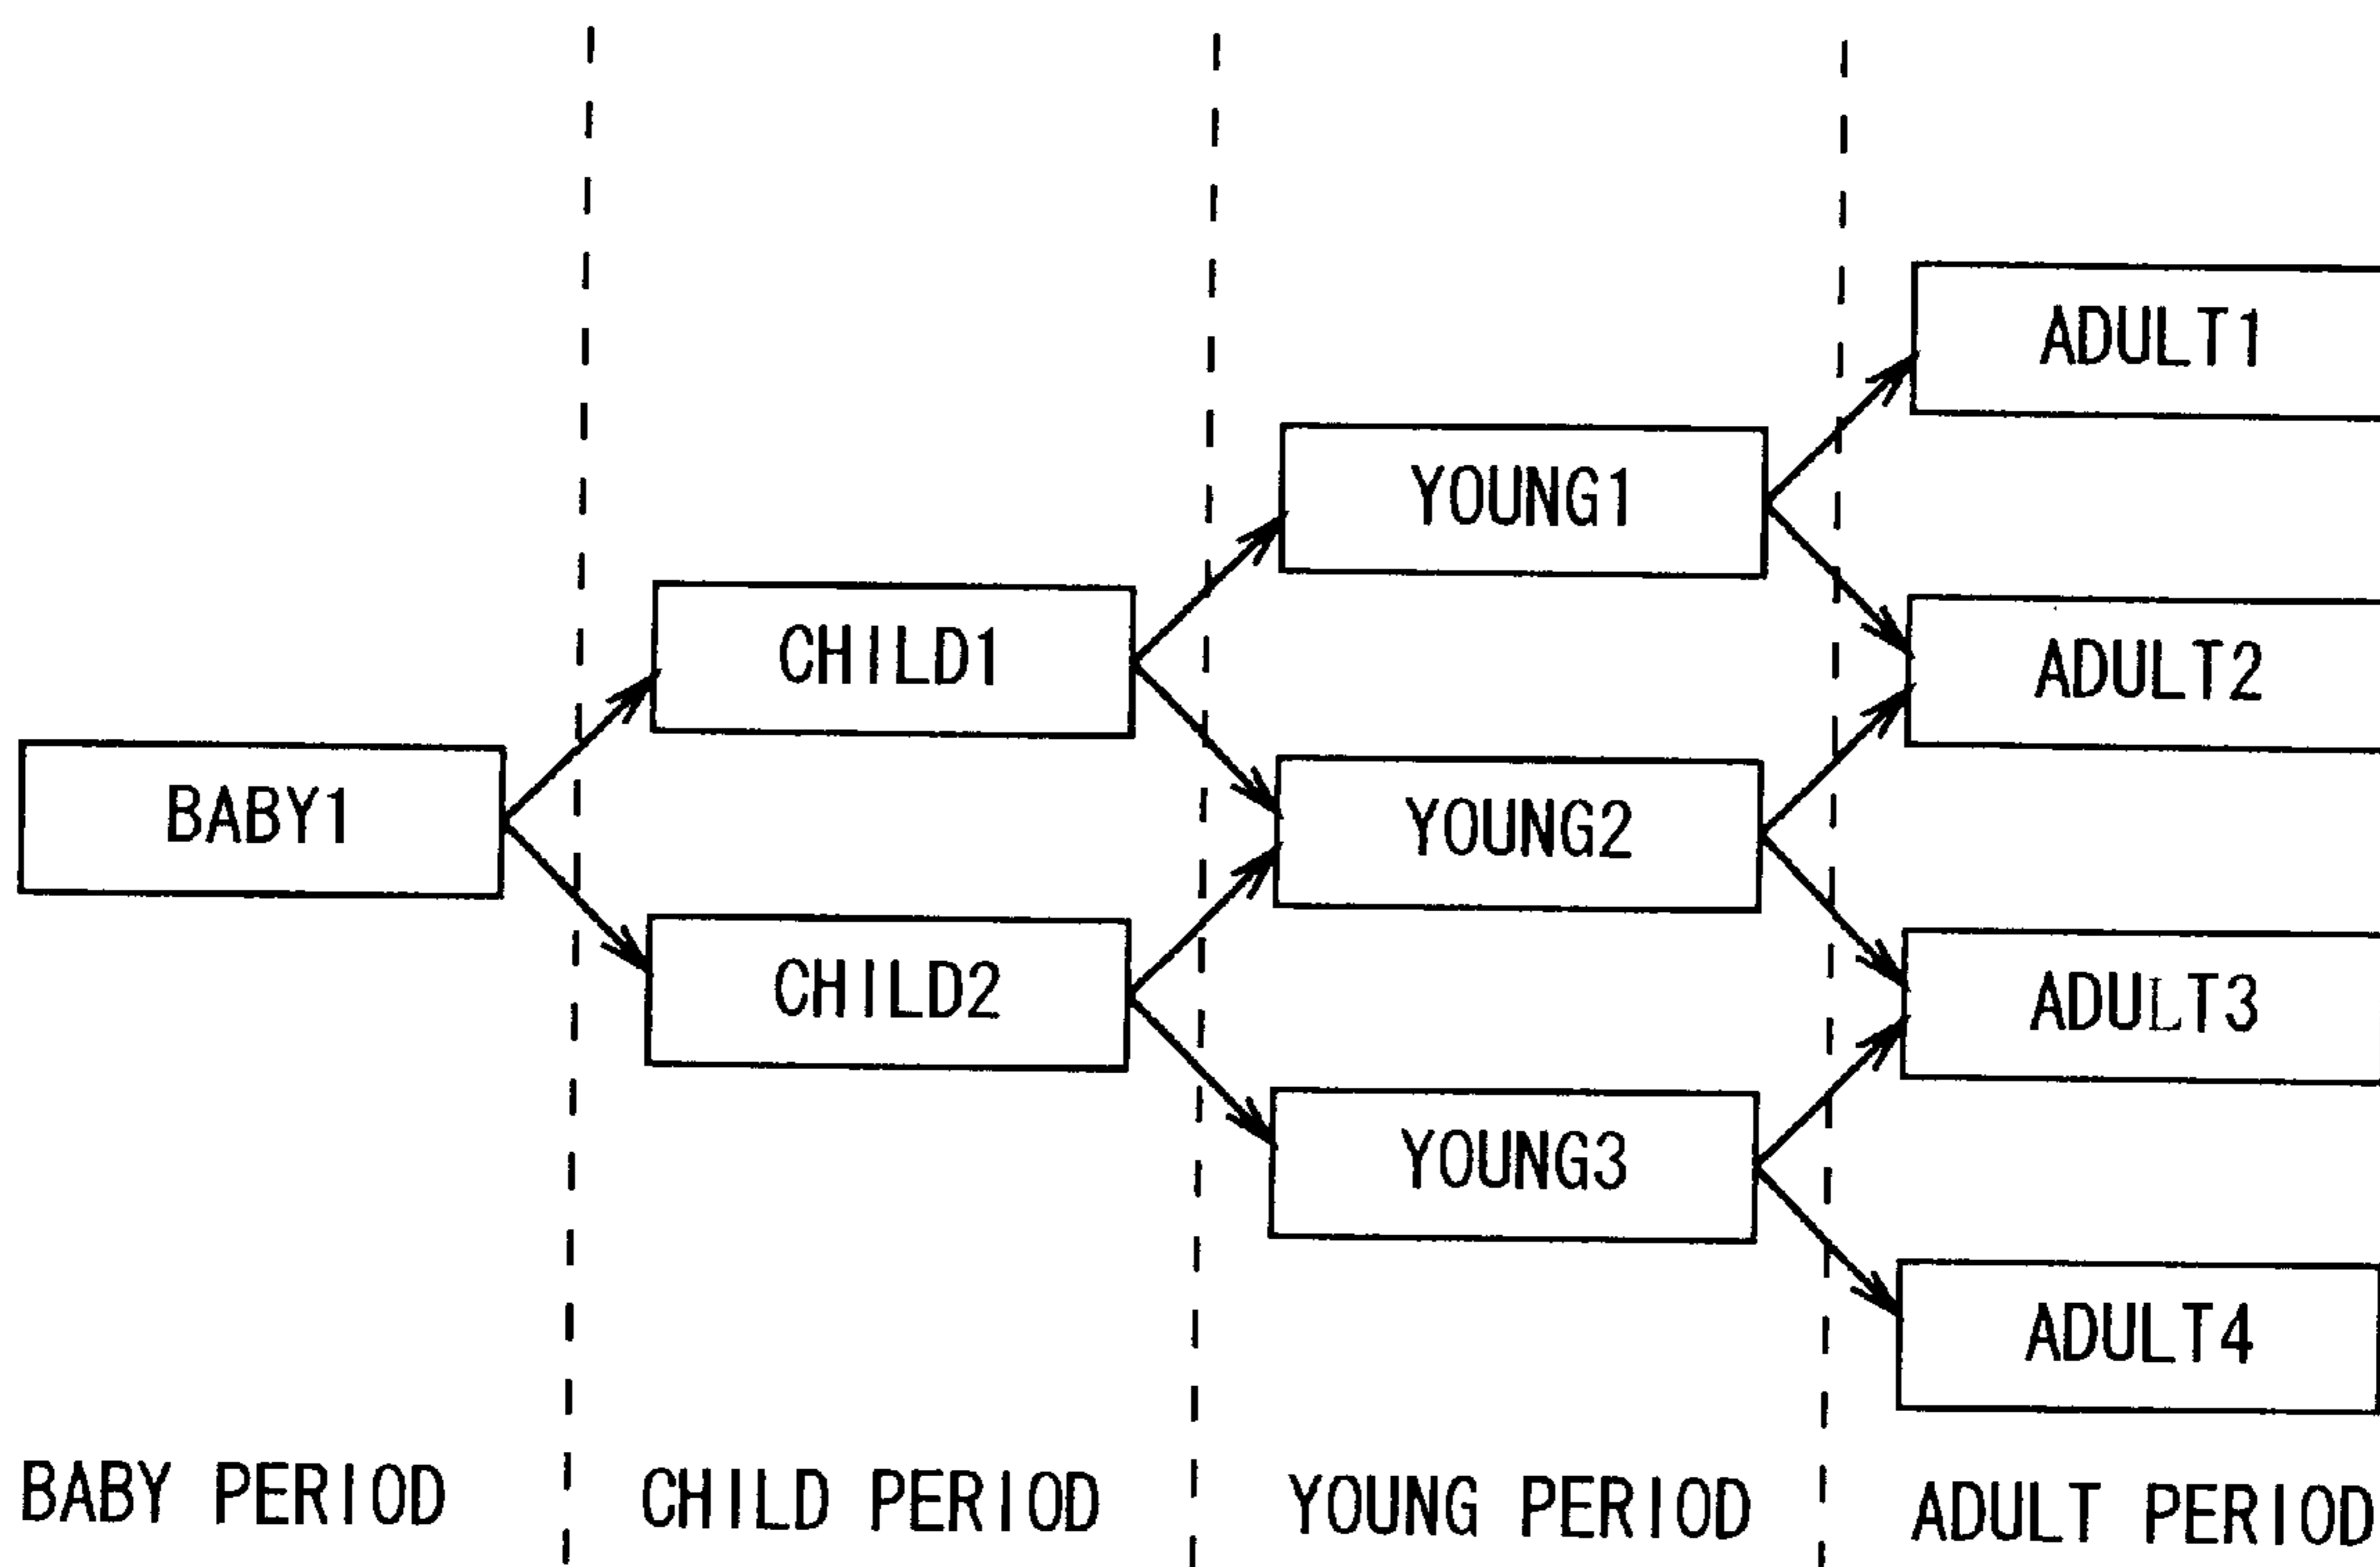 BABY1
CHILD1
CHILD2
YOUNG1
YOUNG2
YOUNG3
ADULT1
ADULT2
ADULT3
ADULT4
BABY PERIOD
CHILD PERIOD
YOUNG PERIOD
ADULT PERIOD